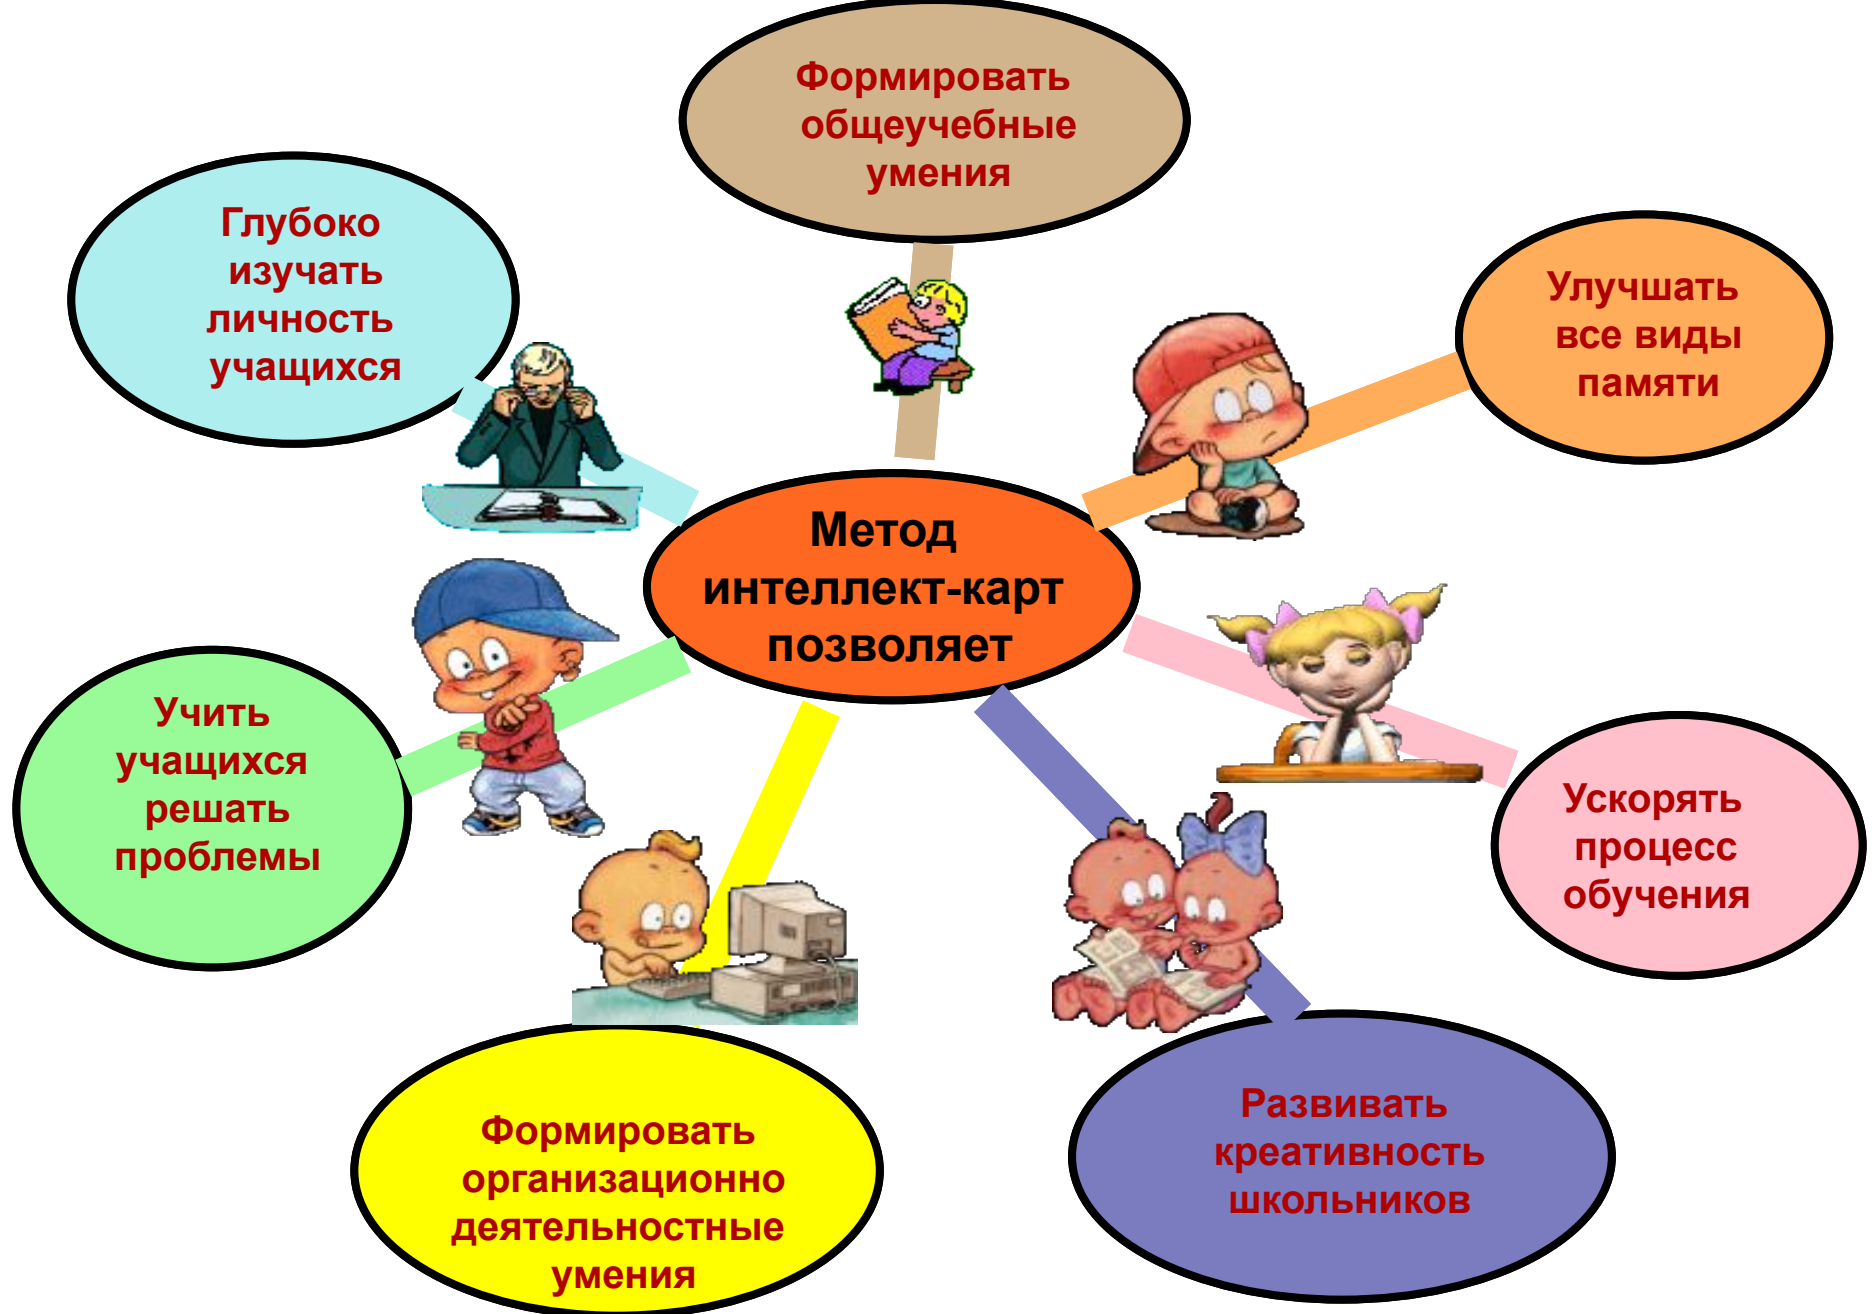 Формировать
общеучебные
умения
Глубоко
изучать
личность
учащихся
Улучшать
все виды
памяти
Метод
интеллект-карт
позволяет
Учить
учащихся
решать
проблемы
Ускорять
процесс
обучения
Формировать
организационно
деятельностные
умения
Развивать
креативность
школьников